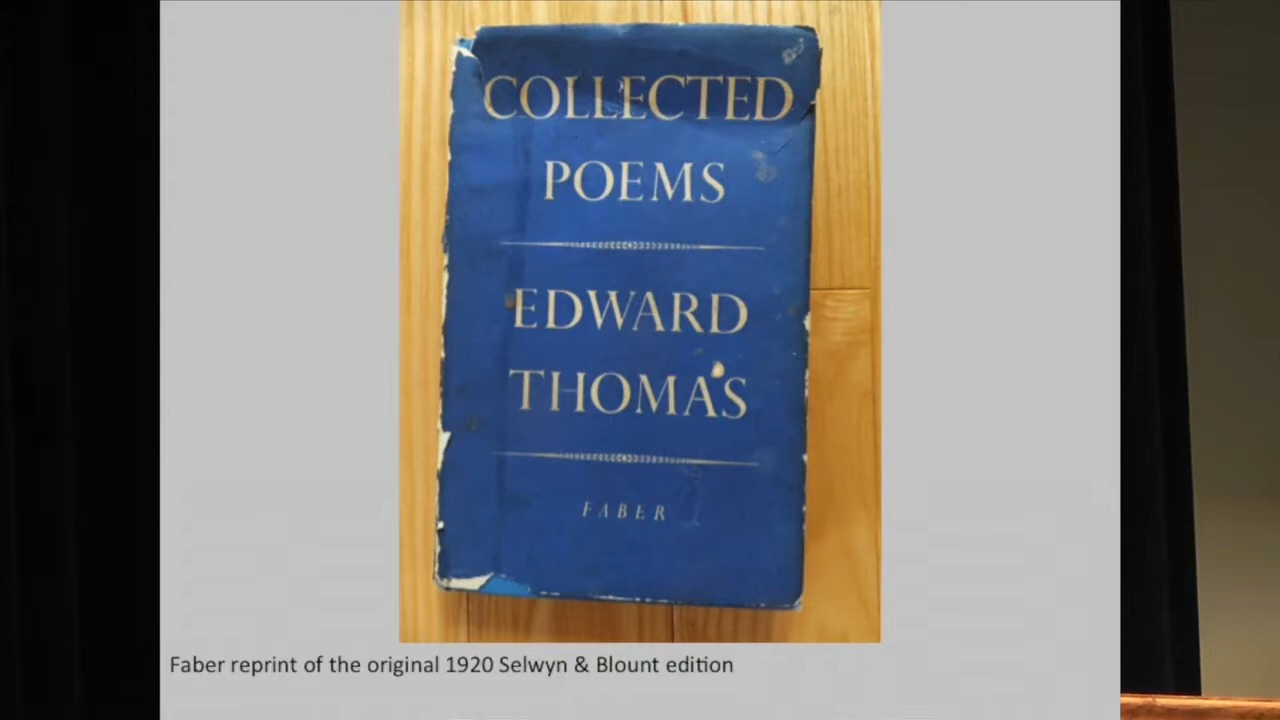 COLLECTED
POEMS
EDWARD
THOMAS
FABER
Faber reprint of the original 1920 Selwyn & Blount edition